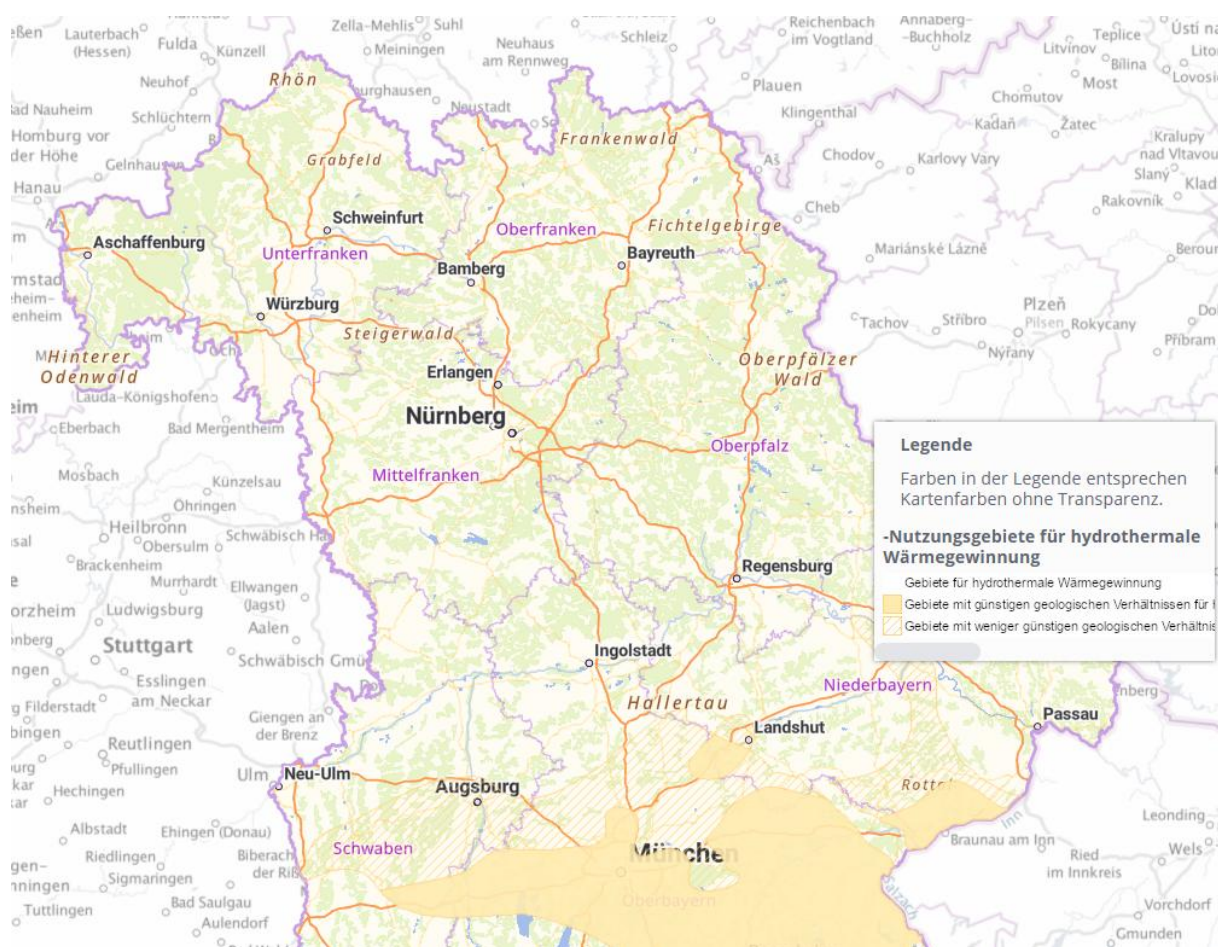 Zella-Mehlis
Suhl
Schleiz
Reichenbach
im Vogtland
Annaberg-
-Buchholz
Teplice
Ústí na
Lauterbach
(Hessen)
Fulda
Künzell
Meiningen
Neuhaus
am Rennweg
Litvínov
Bílina
Lito
Lovosi
Neuhof
Rhön
Plauen
Most
Chomutov
ad Nauheim
Schlüchtern
Neustadt
Klingenthal
Kadaň
Žatec
Kralupy
nad Vltavou
Homburg vor
der Höhe
Gelnhausen
Grabfeld
Frankenwald
Aš
Chodov
Karlovy Vary
Slaný
Klad
Hanau
Rakovník
Cheb
Schweinfurt
Oberfranken
Fichtelgebirge
Aschaffenburg
Unterfranken
Bayreuth
Mariánské Lázně
Berour
Bamberg
Würzburg
Plzeň
Pilsen
Rokycany
Tachov
Stříbro
Steigerwald
Nýřany
Příbram
Hinterer
Odenwald
Oberpfälzer
Wald
Erlangen
Lauda-Königshofen
Nürnberg
Eberbach
Bad Mergentheim
Legende
Oberpfalz
Mittelfranken
Farben in der Legende entsprechen
Kartenfarben ohne Transparenz.
Mosbach
Künzelsau
Öhringen
Heilbronn
Obersulm
Schwäbisch Ha
-Nutzungsgebiete für hydrothermale
Wärmegewinnung
Brackenheim
Regensburg
Gebiete für hydrothermale Wärmegewinnung
Murrhardt
Ellwangen
(Jagst)
Gebiete mit günstigen geologischen Verhältnissen für h
orzheim
Ludwigsburg
Gebiete mit weniger günstigen geologischen Verhältnis
Aalen
Stuttgart
Schwäbisch Gmü
Ingolstadt
Esslingen
am Neckar
Niederbayern
Hallertau
g Filderstadt
Giengen an
der Brenz
Passau
Landshut
Reutlingen
Pfullingen
Ulm
Neu-Ulm
Hechingen
Augsburg
Rottal
Inn
Leonding
Albstadt
Ehingen (Donau)
Braunau am Inn
Wels
Riedlingen
Biberach
der Riß
Schwaben
München
Ried
im Innkreis
Sigmaringen
Oberbayern
Salzach
Tuttlingen
Bad Saulgau
Aulendorf
Vorchdorf
Gmunden